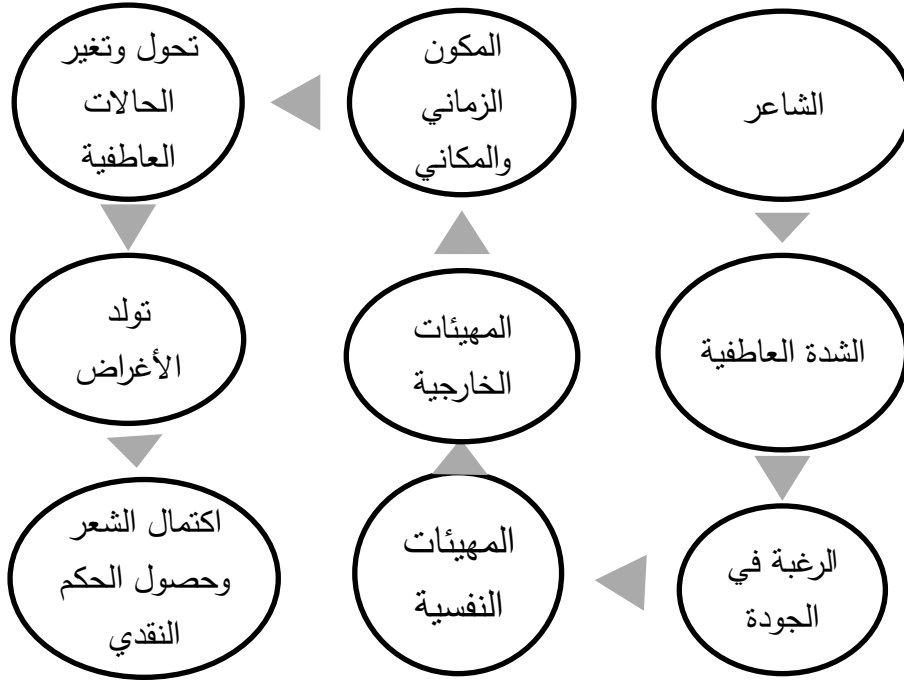 الشاعر
الشدة العاطفية
الرغبة في
الجودة
المهيئات
النفسية
المهيئات
الخارجية
المكون
الزماني
والمكاني
تحول وتغير
الحالات
العاطفية
تولد
الأغراض
اكتمال الشعر
وحصول الحكم
النقدي